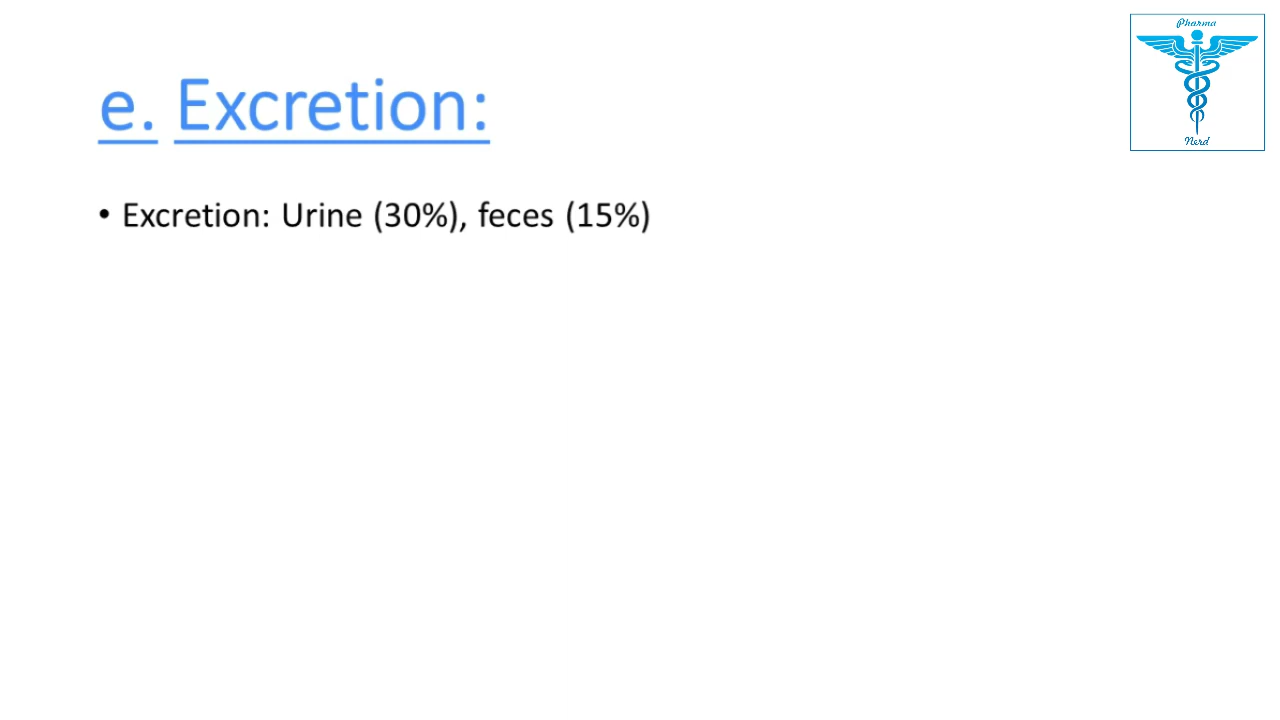 Pharma
Nerd
e. Excretion:
• Excretion: Urine (30%), feces (15%)